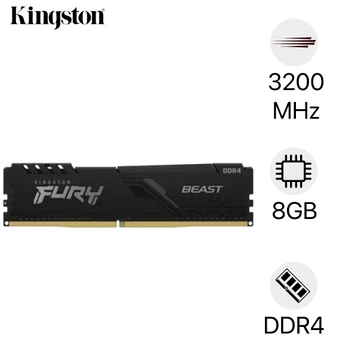 Kingston
3200
MHz
DDR4
KINGSTON
FURY
BEAST
8GB
DDR4